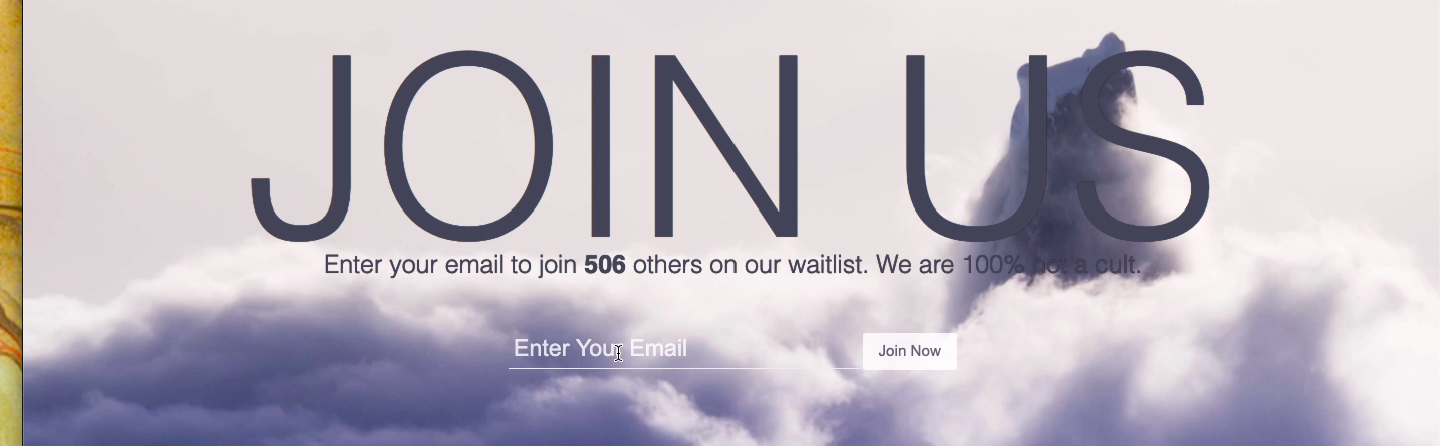 JOIN US
Enter your email to join 506 others on our waitlist. We are 100% not a cult.
Enter Your Email
Join Now